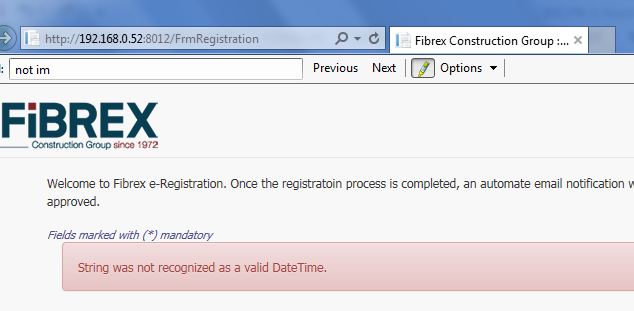 http://192.168.0.52:8012/FrmRegistration
Fibrex Construction Group :...
: not im Previous Next Options
FiBREX
Construction Group since 1972
Welcome to Fibrex e-Registration. Once the registratoin process is completed, an automate email notification w
approved.
Fields marked with (*) mandatory
String was not recognized as a valid DateTime.